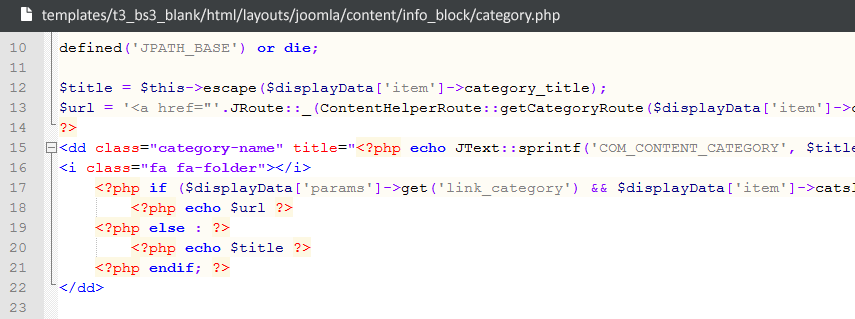 templates/t3_bs3_blank/html/layouts/joomla/content/info_block/category.php
10 defined('JPATH_BASE') or die;
11
12 $title = $this->escape($displayData['item']->category_title);
13 $url = '<a href="'.JRoute::_(ContentHelperRoute::getCategoryRoute($displayData['item']->c
14 ?>
15 <dd class="category-name" title="<?php echo JText::sprintf('COM_CONTENT_CATEGORY', $title
16 <i class="fa fa-folder"></i>
17 <?php if ($displayData['params']->get('link_category') && $displayData['item']->catsl
18 <?php echo $url ?>
19 <?php else : ?>
20 <?php echo $title ?>
21 <?php endif; ?>
22 </dd>
23